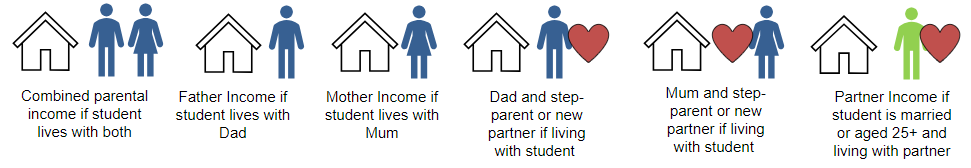 Combined parental
income if student
lives with both
Father Income if
student lives with
Dad
Mother Income if
student lives with
Mum
Dad and step-
parent or new
partner if living
with student
Mum and step-
parent or new
partner if living
with student
Partner Income if
student is married
or aged 25+ and
living with partner